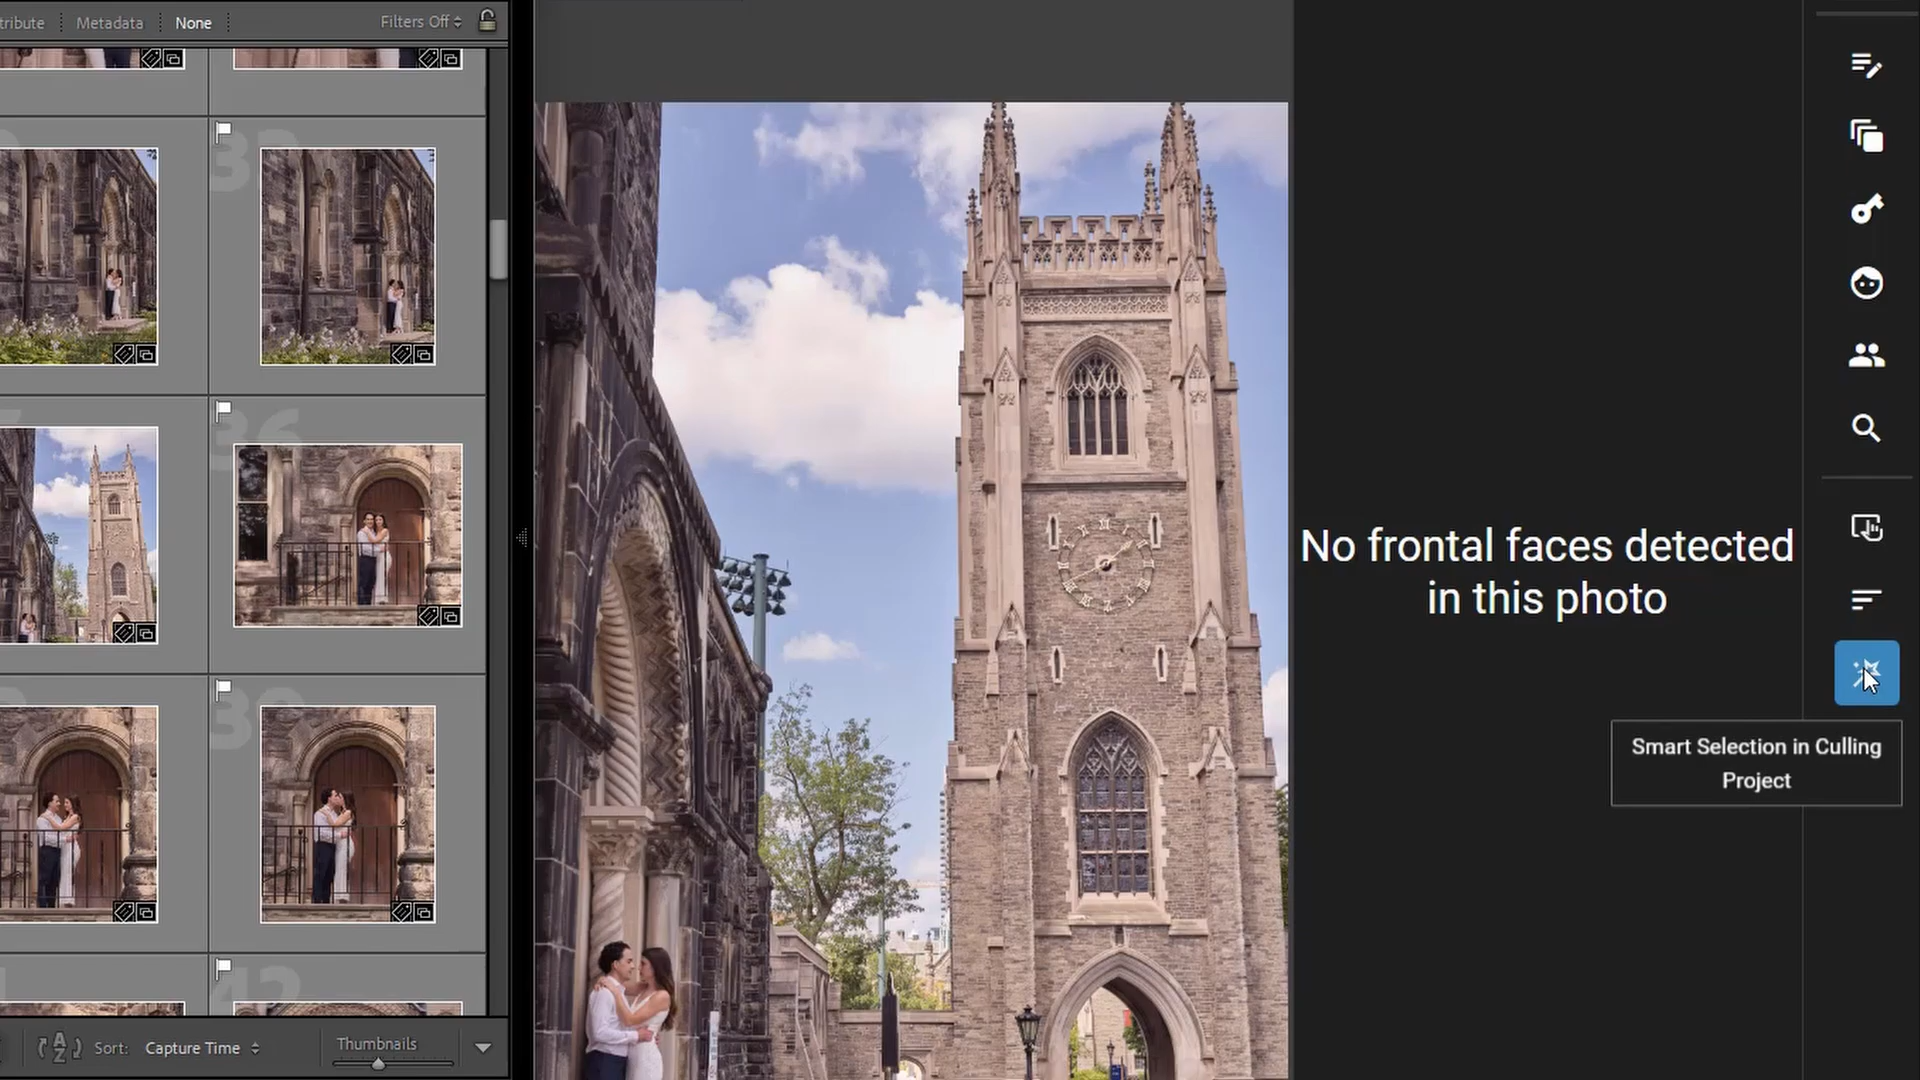 Metadata
None
Filters Off
36
No frontal faces detected
in this photo
Smart Selection in Culling
Project
Sort: Capture Time
Thumbnails